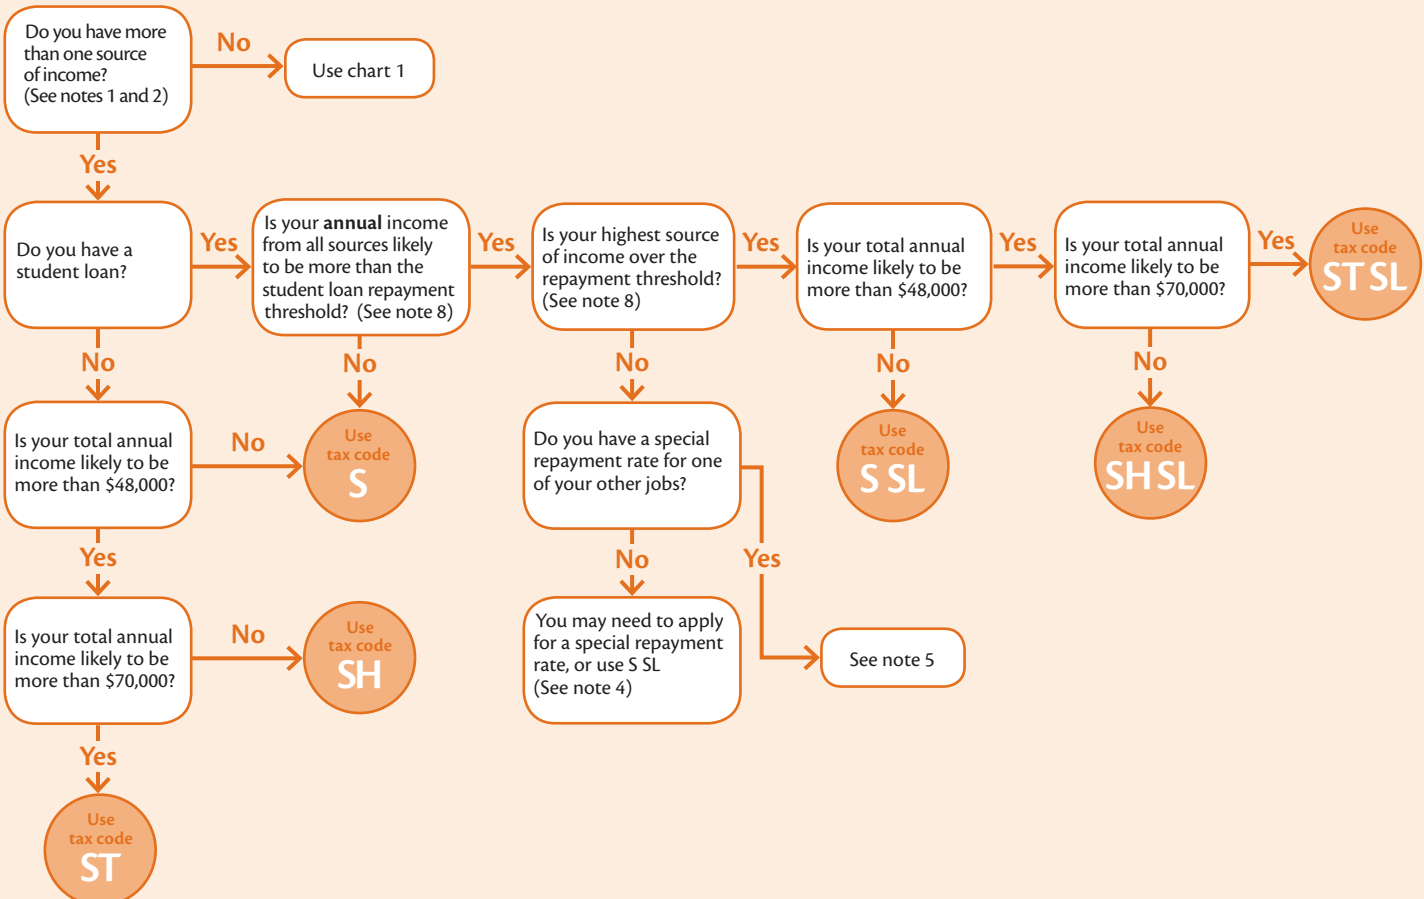 Do you have more
than one source
of income?
(See notes 1 and 2)
No
Use chart 1
Yes
Do you have a
student loan?
Yes
Is your annual income
from all sources likely
to be more than the
student loan repayment
threshold? (See note 8)
Yes
Is your highest source
of income over the
repayment threshold?
(See note 8)
Yes
Is your total annual
income likely to be
more than $48,000?
Yes
Is your total annual
income likely to be
more than $70,000?
Yes
Use
tax code
ST SL
No
No
No
No
No
Is your total annual
income likely to be
more than $48,000?
No
Use
tax code
S
Do you have a special
repayment rate for one
of your other jobs?
Use
tax code
S SL
Use
tax code
SH SL
Yes
No
Yes
Is your total annual
income likely to be
more than $70,000?
No
Use
tax code
SH
You may need to apply
for a special repayment
rate, or use S SL
(See note 4)
See note 5
Yes
Use
tax code
ST